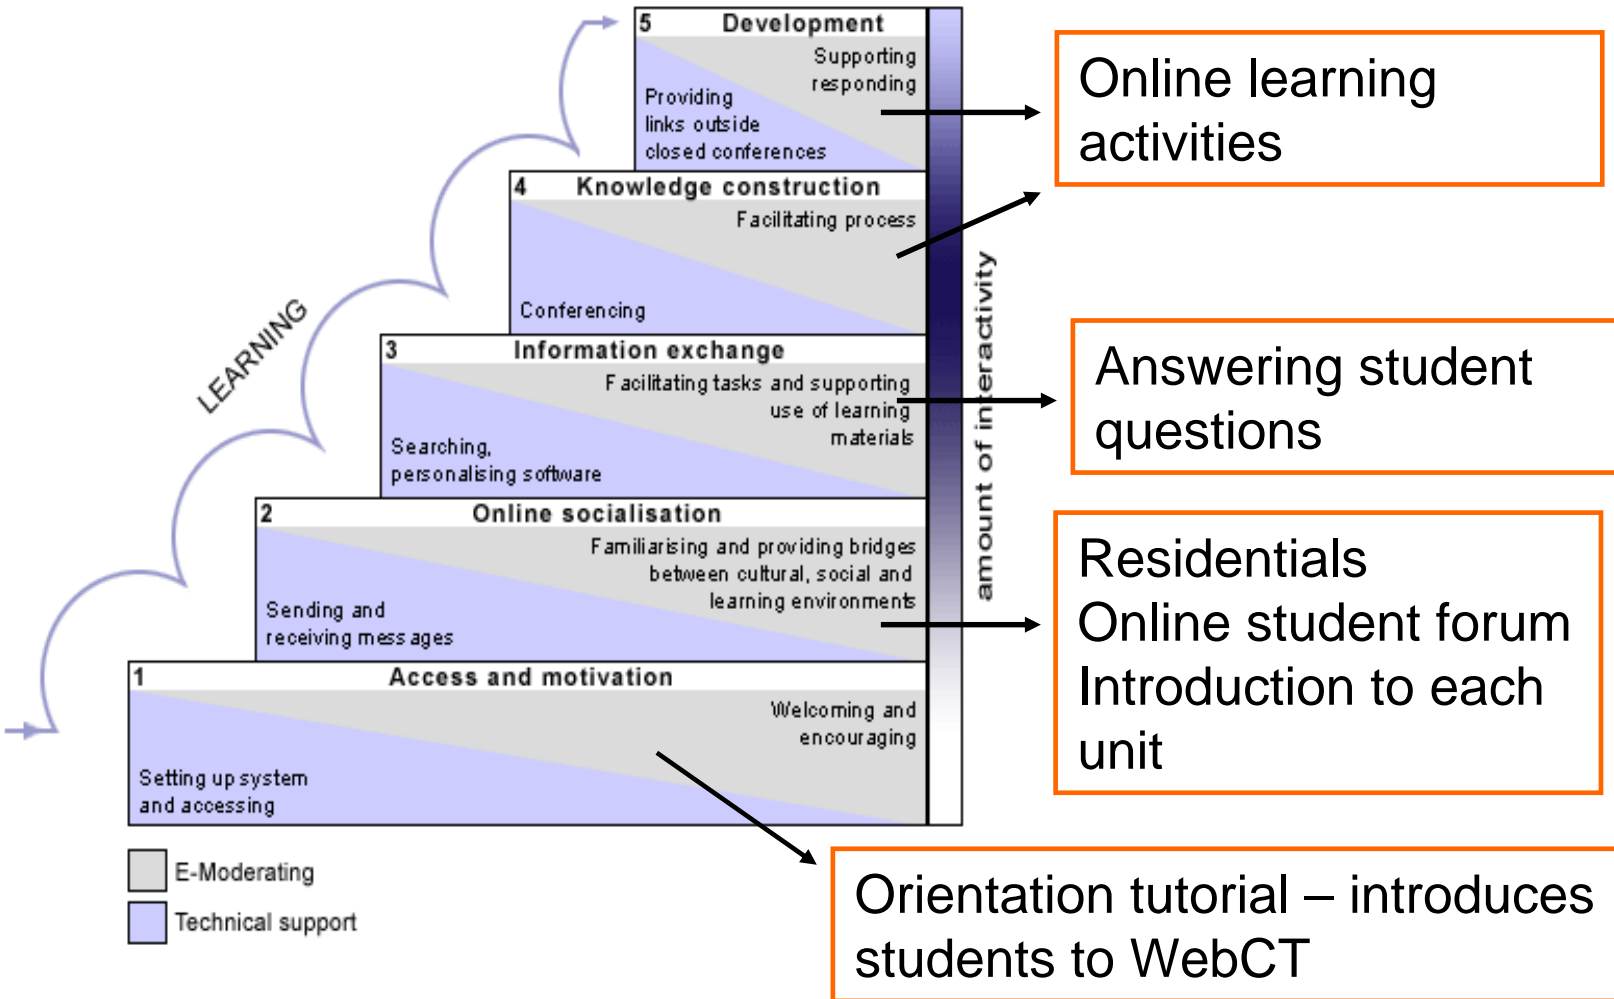 5 Development
Supporting
responding
Providing
links outside
closed conferences
4 Knowledge construction
Facilitating process
Conferencing
3 Information exchange
Facilitating tasks and supporting
use of learning
materials
Searching,
personalising software
2 Online socialisation
Familiarising and providing bridges
between cultural, social and
learning environments
Sending and
receiving messages
1 Access and motivation
Welcoming and
encouraging
Setting up system
and accessing
LEARNING
amount of interactivity
E-Moderating
Technical support
Online learning
activities
Answering student
questions
Residentials
Online student forum
Introduction to each
unit
Orientation tutorial – introduces
students to WebCT